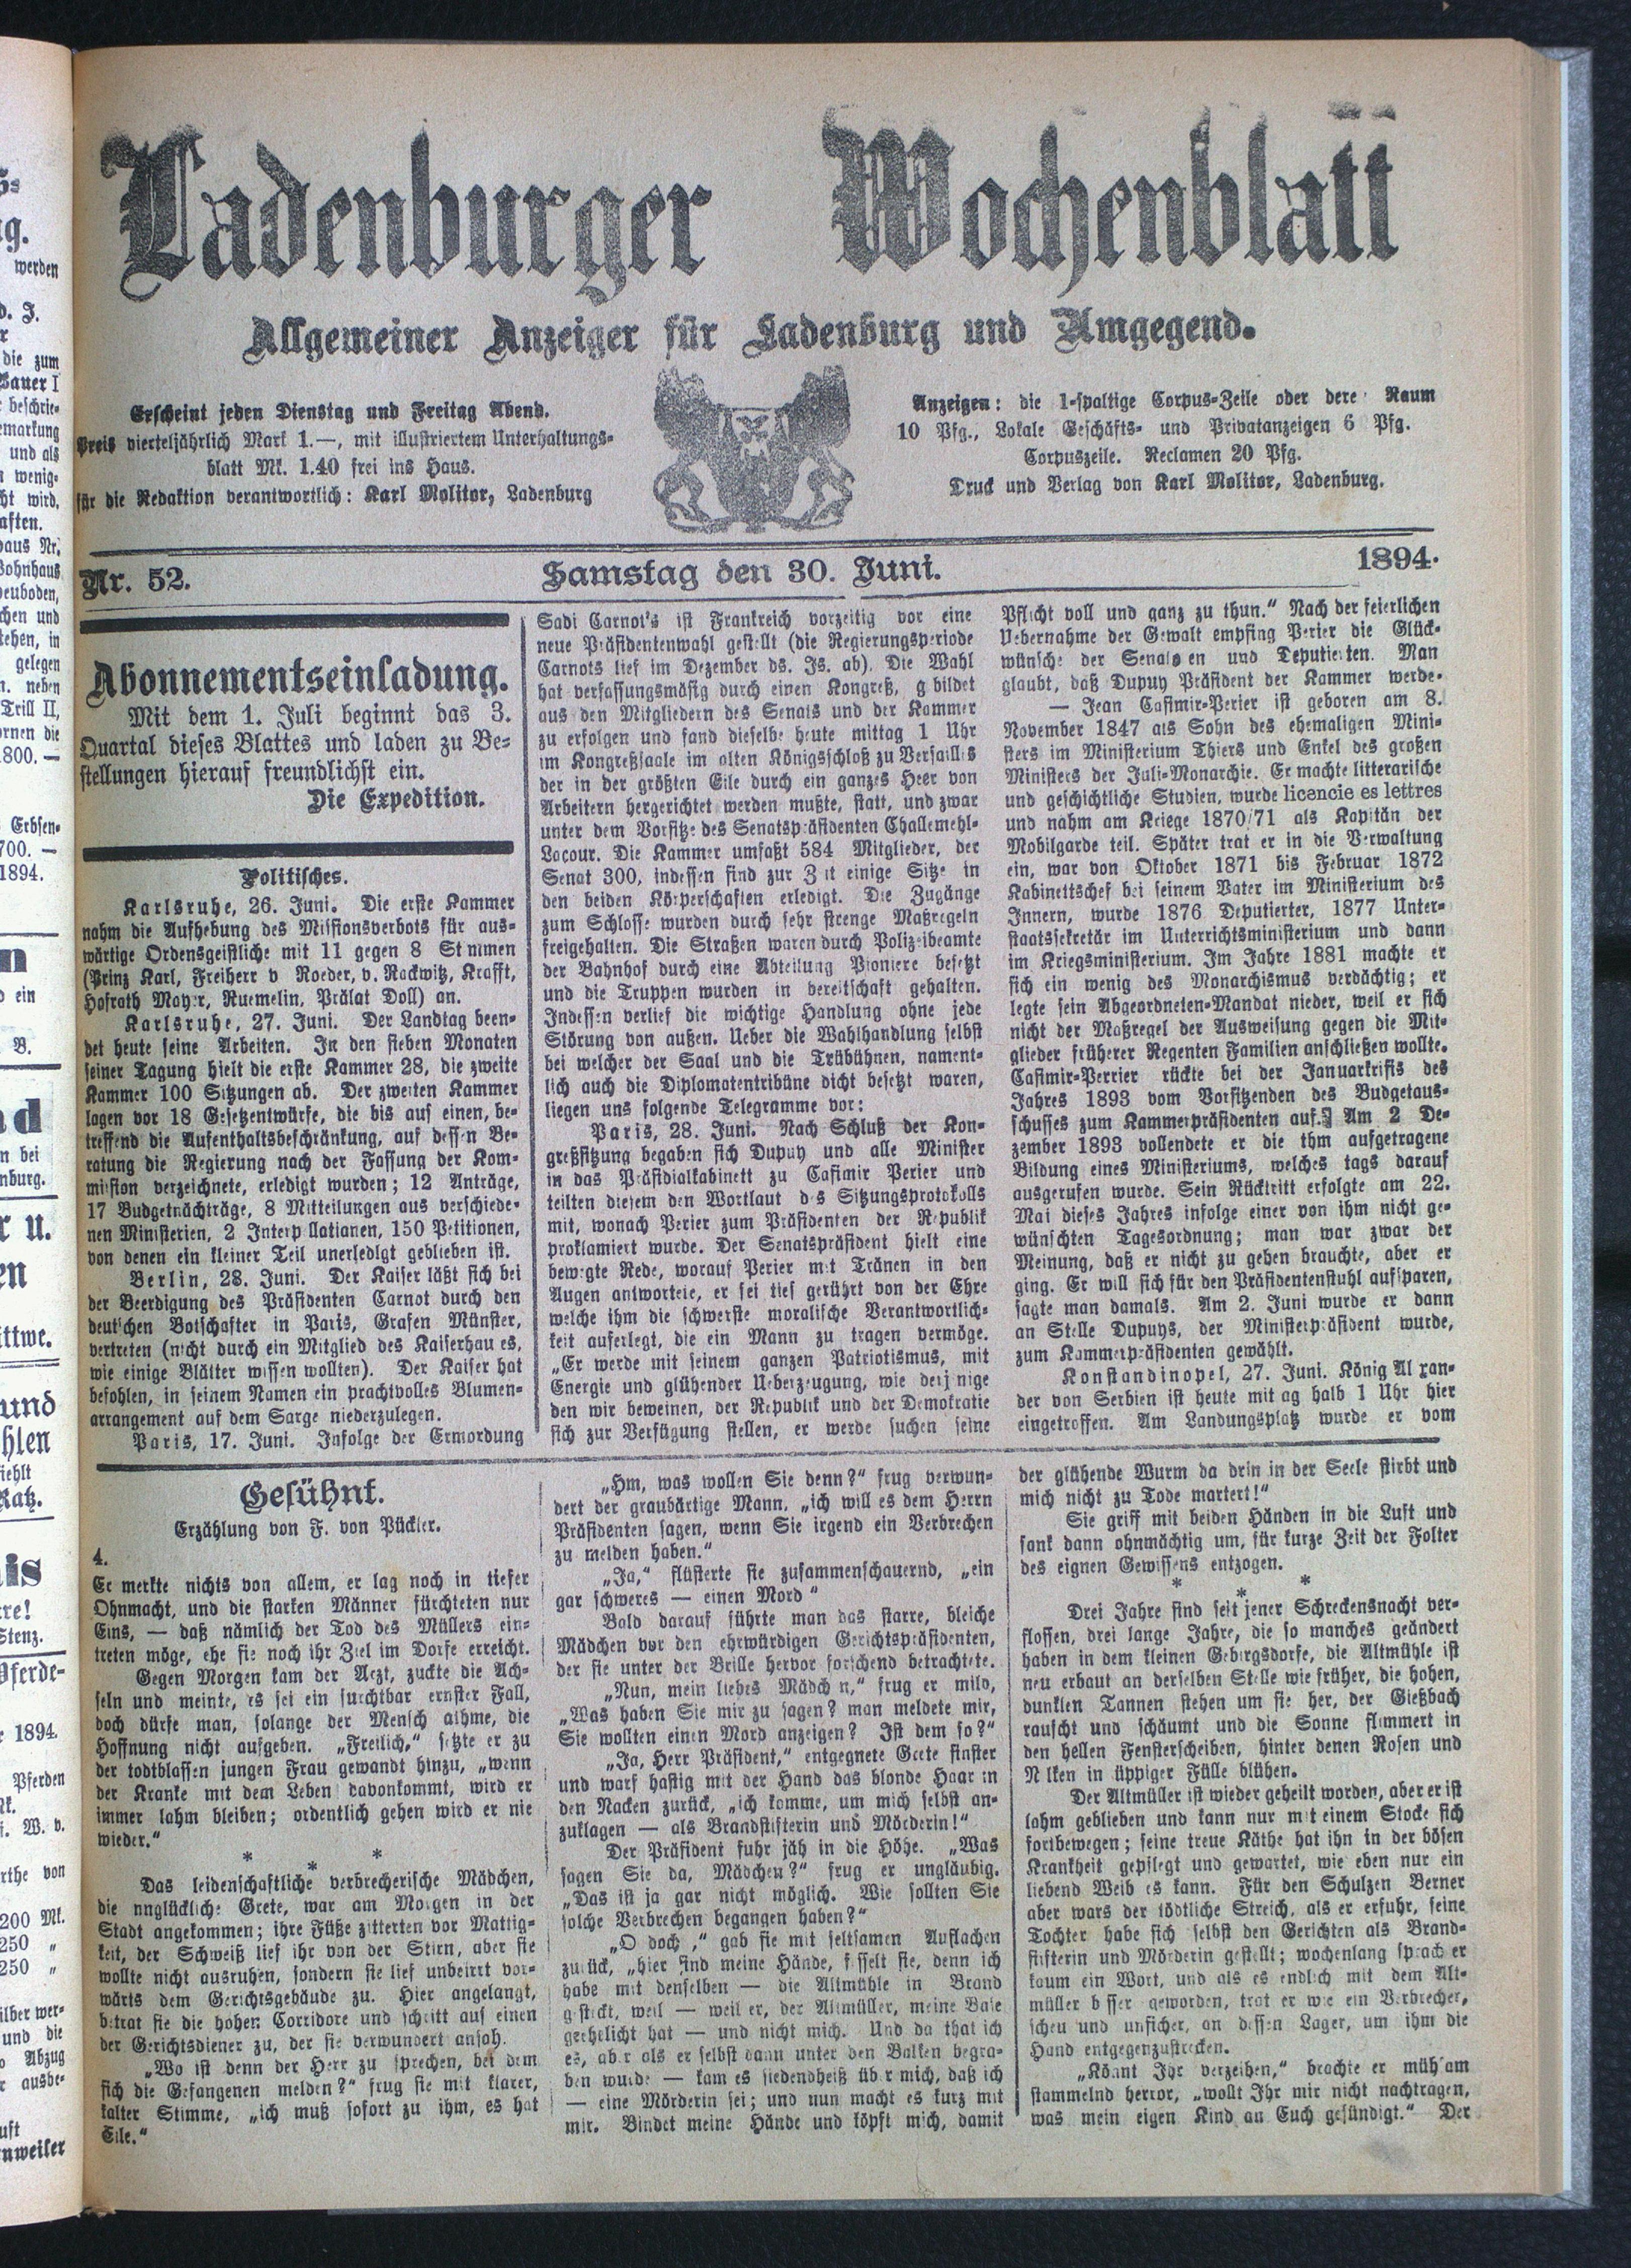 Ladenburger Wochenblatt
Allgemeiner Anzeiger für Ladenburg und Umgegend.
Erscheint jeden Dienstag und Freitag Abend.
Preis vierteljährlich Mark 1.—, mit illustriertem Unterhaltungs-
blatt Mk. 1.40 frei ins Haus.
für die Redaktion verantwortlich: Karl Molitor, Ladenburg
Anzeigen: die 1-spaltige Corpus-Zeile oder dere Raum
10 Pfg., Lokale Geschäfts- und Privatanzeigen 6 Pfg.
Corpuszeile. Reclamen 20 Pfg.
Druck und Verlag von Karl Molitor, Ladenburg.
Nr. 52.
Samstag den 30. Juni.
1894.
Abonnementseinladung.
Mit dem 1. Juli beginnt das 3.
Quartal dieses Blattes und laden zu Be-
stellungen hierauf freundlichst ein.
Die Expedition.
Politisches.
Karlsruhe, 26. Juni. Die erste Kammer
nahm die Aufhebung des Missionsverbots für aus-
wärtige Ordensgeistliche mit 11 gegen 8 St mmen
(Prinz Karl, Freiherr v Roeder, v. Rackwitz, Krafft,
Hofrath Mayer, Ruemelin, Prälat Doll) an.
Karlsruhe, 27. Juni. Der Landtag been-
det heute seine Arbeiten. In den sieben Monaten
seiner Tagung hielt die erste Kammer 28, die zweite
Kammer 100 Sitzungen ab. Der zweiten Kammer
lagen vor 18 Gesetzentwürfe, die bis auf einen, be-
treffend die Aufenthaltsbeschränkung, auf dessen Be-
ratung die Regierung nach der Fassung der Kom-
mission verzeichnete, erledigt wurden; 12 Anträge,
17 Budgetnächträge, 8 Mitteilungen aus verschiede-
nen Ministerien, 2 Interp llatianen, 150 Petitionen,
von denen ein kleiner Teil unerledigt geblieben ist.
Berlin, 28. Juni. Der Kaiser läßt sich bei
der Beerdigung des Präsidenten Carnot durch den
deutschen Botschafter in Paris, Grafen Münster,
vertreten (nicht durch ein Mitglied des Kaiserhau es,
wie einige Blätter wissen wollten). Der Kaiser hat
befohlen, in seinem Namen ein prachtvolles Blumen-
arrangement auf dem Sarge niederzulegen.
Paris, 17. Juni. Infolge der Ermordung
Sadi Carnot's ist Frankreich vorzeitig vor eine
neue Präsidentenwahl gestellt (die Regierungsperiode
Carnots lief im Dezember ds. Js. ab). Die Wahl
hat verfassungsmäsig durch einen Kongreß, g bildet
aus den Mitgliedern des Senats und der Kammer
zu erfolgen und fand dieselbe heute mittag 1 Uhr
im Kongreßsaale im alten Königsschloß zu Versailles
der in der größten Eile durch ein ganzes Heer von
Arbeitern hergerichtet werden mußte, statt, und zwar
unter dem Vorsitze des Senatspräsidenten Challemehl-
Lacour. Die Kammer umfaßt 584 Mitglieder, der
Senat 300, indessen sind zur Z it einige Sitze in
den beiden Körperschaften erledigt. Die Zugänge
zum Schlosse wurden durch sehr strenge Maßregeln
freigehalten. Die Straßen waren durch Polizeibeamte
der Bahnhof durch eine Abteilung Pioniere besetzt
und die Truppen wurden in bereitschaft gehalten.
Indessen verlief die wichtige Handlung ohne jede
Störung von außen. Ueber die Wahlhandlung selbst
bei welcher der Saal und die Trübühnen, nament-
lich auch die Diplomatentribüne dicht besetzt waren,
liegen uns folgende Telegramme vor:
Paris, 28. Juni. Nach Schluß der Kon-
greßsitzung begaben sich Dupuy und alle Minister
in das Präsidialkabinett zu Casimir Perier und
teilten diesem den Wortlaut d s Sitzungsprotokolls
mit, wonach Perier zum Präsidenten der Republik
proklamiert wurde. Der Senatspräsident hielt eine
bewegte Rede, worauf Perier mit Tränen in den
Augen antworteie, er sei tief gerührt von der Ehre
welche ihm die schwerste moralische Verantwortlich-
keit auferlegt, die ein Mann zu tragen vermöge.
„Er werde mit seinem ganzen Patriotismus, mit
Energie und glühender Ueberzeugung, wie derj nige
den wir beweinen, der Republik und der Demokratie
sich zur Verfügung stellen, er werde suchen seine
Pflicht voll und ganz zu thun.“ Nach der feierlichen
Uebernahme der Gewalt empfing Perier die Glück-
wünsche der Senato en und Deputierten. Man
glaubt, daß Dupuy Präsident der Kammer werde.
— Jean Casimir-Perier ist geboren am 8.
November 1847 als Sohn des ehemaligen Mini-
sters im Ministerium Thiers und Enkel des großen
Ministers der Juli-Monarchie. Er machte litterarische
und geschichtliche Studien, wurde licencie es lettres
und nahm am Kriege 1870/71 als Kapitän der
Mobilgarde teil. Später trat er in die Verwaltung
ein, war von Oktober 1871 bis Februar 1872
Kabinettschef bei seinem Vater im Ministerium des
Innern, wurde 1876 Deputierter, 1877 Unter-
staatssekretär im Unterrichtsministerium und dann
im Kriegsministerium. Im Jahre 1881 machte er
sich ein wenig des Monarchismus verdächtig; er
legte sein Abgeordneten-Mandat nieder, weil er sich
nicht der Maßregel der Ausweisung gegen die Mit-
glieder früherer Regenten Familien anschließen wollte.
Casimir-Perrier rückte bei der Januarkrisis des
Jahres 1893 vom Vorsitzenden des Budgetaus-
schusses zum Kammerpräsidenten auf. Am 2 De-
zember 1893 vollendete er die ihm aufgetragene
Bildung eines Ministeriums, welches tags darauf
ausgerufen wurde. Sein Rücktritt erfolgte am 22.
Mai dieses Jahres infolge einer von ihm nicht ge-
wünschten Tagesordnung; man war zwar der
Meinung, daß er nicht zu gehen brauchte, aber er
ging. Er will sich für den Präsidentenstuhl aufsparen,
sagte man damals. Am 2. Juni wurde er dann
an Stelle Dupuys, der Ministerpräsident wurde,
zum Kammerpräsidenten gewählt.
Konstandinopel, 27. Juni. König Al xan-
der von Serbien ist heute mit ag halb 1 Uhr hier
eingetroffen. Am Landungsplatz wurde er vom
Gesühnt.
Erzählung von F. von Pückler.
4.
Er merkte nichts von allem, er lag noch in tiefer
Ohnmacht, und die starken Männer fürchteten nur
Eins, — daß nämlich der Tod des Müllers ein-
treten möge, ehe sie noch ihr Ziel im Dorfe erreicht.
Gegen Morgen kam der Arzt, zuckte die Ach-
seln und meinte, es sei ein furchtbar ernster Fall,
doch dürfe man, solange der Mensch athme, die
Hoffnung nicht aufgeben. „Freilich,“ setzte er zu
der todtblassen jungen Frau gewandt hinzu, „wenn
der Kranke mit dem Leben davonkommt, wird er
immer lahm bleiben; ordentlich gehen wird er nie
wieder.“
* * *
Das leidenschaftliche verbrecherische Mädchen,
die nnglückliche Grete, war am Morgen in der
Stadt angekommen; ihre Füße zitterten vor Mattig-
keit, der Schweiß lief ihr von der Stirn, aber sie
wollte nicht ausruhen, sondern sie lief unbeirrt vor-
wärts dem Gerichtsgebäude zu. Hier angelangt,
betrat sie die hohen Corridore und schritt auf einen
der Gerichtsdiener zu, der sie verwundert ansah.
„Wo ist denn der Herr zu sprechen, bei dem
sich die Gefangenen melden?“ frug sie mit klarer,
kalter Stimme, „ich muß sofort zu ihm, es hat
Eile.“
„Hm, was wollen Sie denn?“ frug verwun-
dert der graubärtige Mann, „ich will es dem Herrn
Präsidenten sagen, wenn Sie irgend ein Verbrechen
zu melden haben.“
„Ja,“ flüsterte sie zusammenschauernd, „ein
gar schweres — einen Mord “
Bald darauf führte man das starre, bleiche
Mädchen vor den ehrwürdigen Gerichtspräsidenten,
der sie unter der Brille hervor forschend betrachtete.
„Nun, mein liebes Mädch n,“ frug er mild,
„Was haben Sie mir zu sagen? man meldete mir,
Sie wollten einen Mord anzeigen? Ist dem so?“
„Ja, Herr Präsident,“ entgegnete Grete finster
und warf hastig mit der Hand das blonde Haar in
den Nacken zurück, „ich komme, um mich selbst an-
zuklagen — als Brandstifterin und Mörderin!“
Der Präsident fuhr jäh in die Höhe. „Was
sagen Sie da, Mädchen?“ frug er ungläubig.
„Das ist ja gar nicht möglich. Wie sollten Sie
solche Verbrechen begangen haben?“
„O doch ,“ gab sie mit seltsamen Auflachen
zurück, „hier sind meine Hände, f sselt sie, denn ich
habe mit denselben — die Altmühle in Brand
g steckt, weil — weil er, der Altmüller, meine Base
geehelicht hat — und nicht mich. Und da that ich
es, ab r als er selbst dann unter den Balken begra-
ben wurde — kam es siedendheiß üb r mich, daß ich
— eine Mörderin sei; und nun macht es kurz mit
mir. Bindet meine Hände und köpft mich, damit
der glühende Wurm da drin in der Seele stirbt und
mich nicht zu Tode martert!“
Sie griff mit beiden Händen in die Luft und
sank dann ohnmächtig um, für kurze Zeit der Folter
des eignen Gewissens entzogen.
* * *
Drei Jahre sind seit jener Schreckensnacht ver-
flossen, drei lange Jahre, die so manches geändert
haben in dem kleinen Gebirgsdorfe, die Altmühle ist
neu erbaut an derselben Stelle wie früher, die hohen,
dunklen Tannen stehen um sie her, der Gießbach
rauscht und schäumt und die Sonne flimmert in
den hellen Fensterscheiben, hinter denen Rosen und
N lken in üppiger Fülle blühen.
Der Altmüller ist wieder geheilt worden, aber er ist
lahm geblieben und kann nur mit einem Stocke sich
fortbewegen; seine treue Käthe hat ihn in der bösen
Krankheit gepflegt und gewartet, wie eben nur ein
liebend Weib es kann. Für den Schulzen Berner
aber wars der tödtliche Streich, als er erfuhr, seine
Tochter habe sich selbst den Gerichten als Brand-
stifterin und Mörderin gestellt; wochenlang sprach er
kaum ein Wort, und als es endlich mit dem Alt-
müller b sser geworden, trat er wie ein Verbrecher,
scheu und unsicher, an dessen Lager, um ihm die
Hand entgegenzustrecken.
„Könnt Ihr verzeihen,“ brachte er müh'am
stammelnd hervor, „wollt Ihr mir nicht nachtragen,
was mein eigen Kind an Euch gesündigt.“ Der